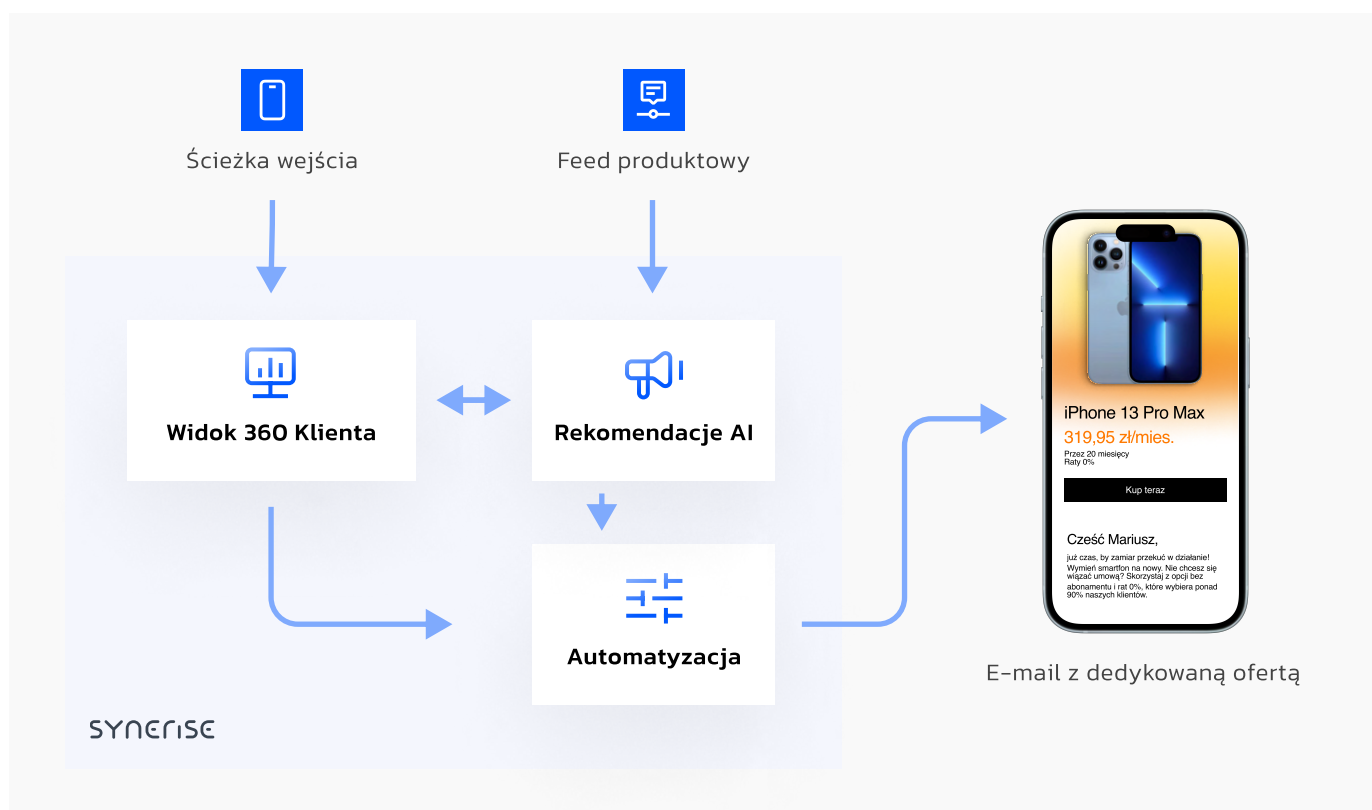 Ścieżka wejścia
Feed produktowy
Widok 360 Klienta
Rekomendacje AI
Automatyzacja
SYNERISE
iPhone 13 Pro Max
319,95 zł/mies.
Przez 20 miesięcy
Raty 0%
Kup teraz
Cześć Mariusz,
już czas, by zamiar przekuć w działanie!
Wymień smartfon na nowy. Nie chcesz się
wiązać umową? Skorzystaj z opcji bez
abonamentu i rat 0%, które wybiera ponad
90% naszych klientów.
E-mail z dedykowaną ofertą